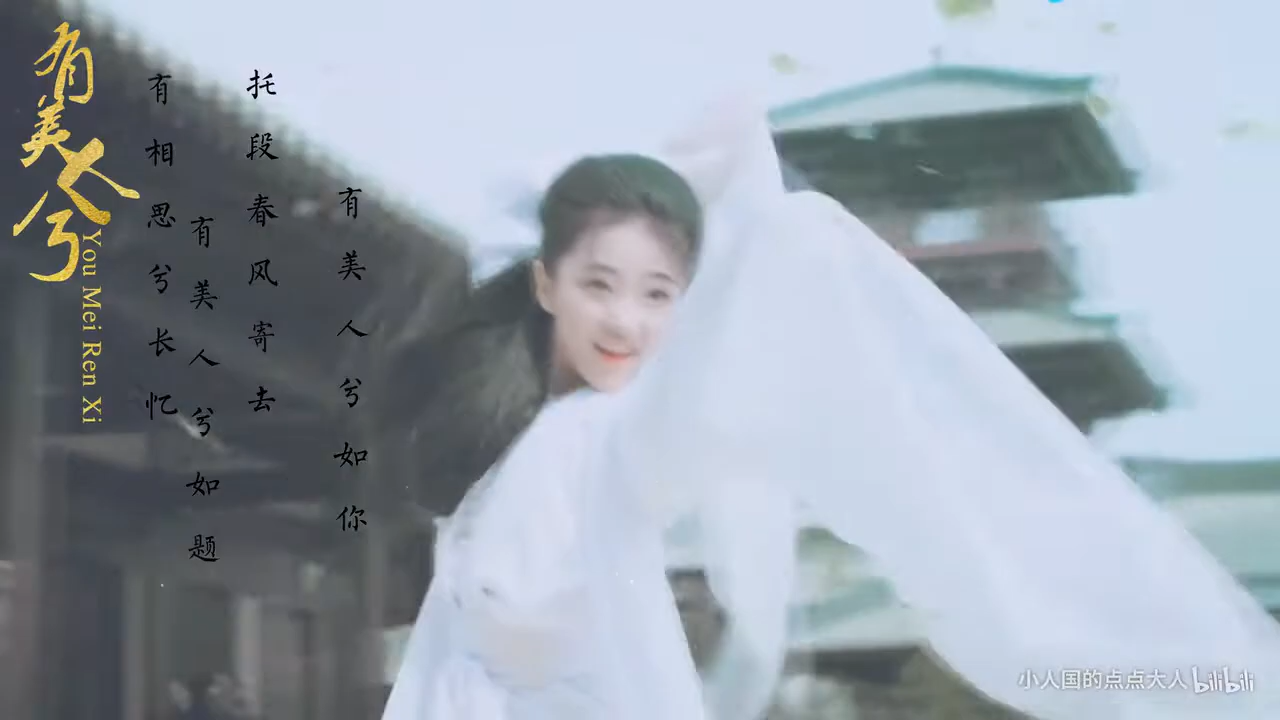 有美人兮
You Mei Ren Xi
有相思兮长忆
有美人兮如题
托段春风寄去
有美人兮如你
小人国的点点大人 bilibili